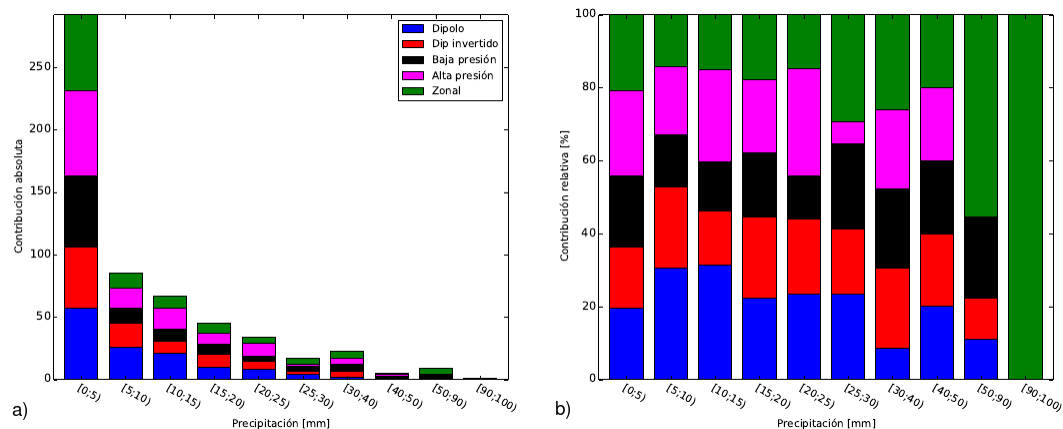 Contribución absoluta
250
200
150
100
50
0
Dipolo
Dip invertido
Baja presión
Alta presión
Zonal
[0;5)
[5;10)
[10;15)
[15;20)
[20;25)
[25;30)
[30;40)
[40;50)
[50;90)
[90;100)
Precipitación [mm]
a)
Contribución relativa [%]
100
80
60
40
20
0
[0;5)
[5;10)
[10;15)
[15;20)
[20;25)
[25;30)
[30;40)
[40;50)
[50;90)
[90;100)
Precipitación [mm]
b)